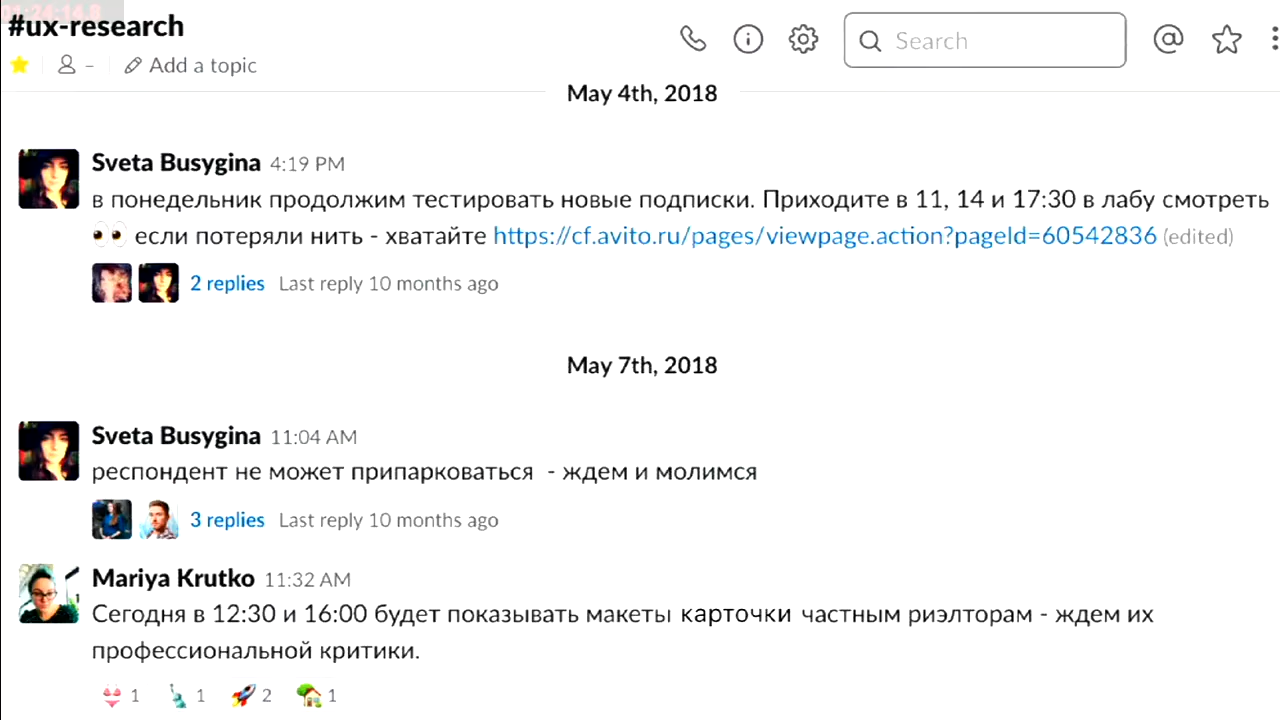 01:24:14.8
#ux-research
Search
–
Add a topic
May 4th, 2018
Sveta Busygina 4:19 PM
в понедельник продолжим тестировать новые подписки. Приходите в 11, 14 и 17:30 в лабу смотреть
если потеряли нить - хватайте https://cf.avito.ru/pages/viewpage.action?pageId=60542836 (edited)
2 replies Last reply 10 months ago
May 7th, 2018
Sveta Busygina 11:04 AM
респондент не может припарковаться - ждем и молимся
3 replies Last reply 10 months ago
Mariya Krutko 11:32 AM
Сегодня в 12:30 и 16:00 будет показывать макеты карточки частным риэлторам - ждем их
профессиональной критики.
1 1 2 1